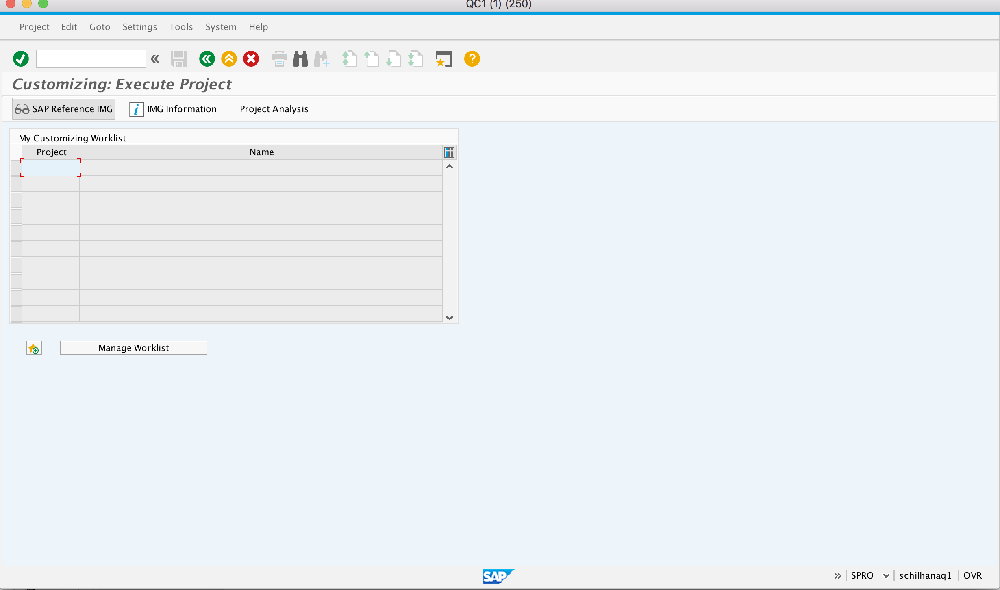 QC1 (1) (250)
Project Edit Goto Settings Tools System Help
Customizing: Execute Project
SAP Reference IMG i IMG Information Project Analysis
My Customizing Worklist
Project Name
Manage Worklist
SAP SPRO schilhanaq1 OVR